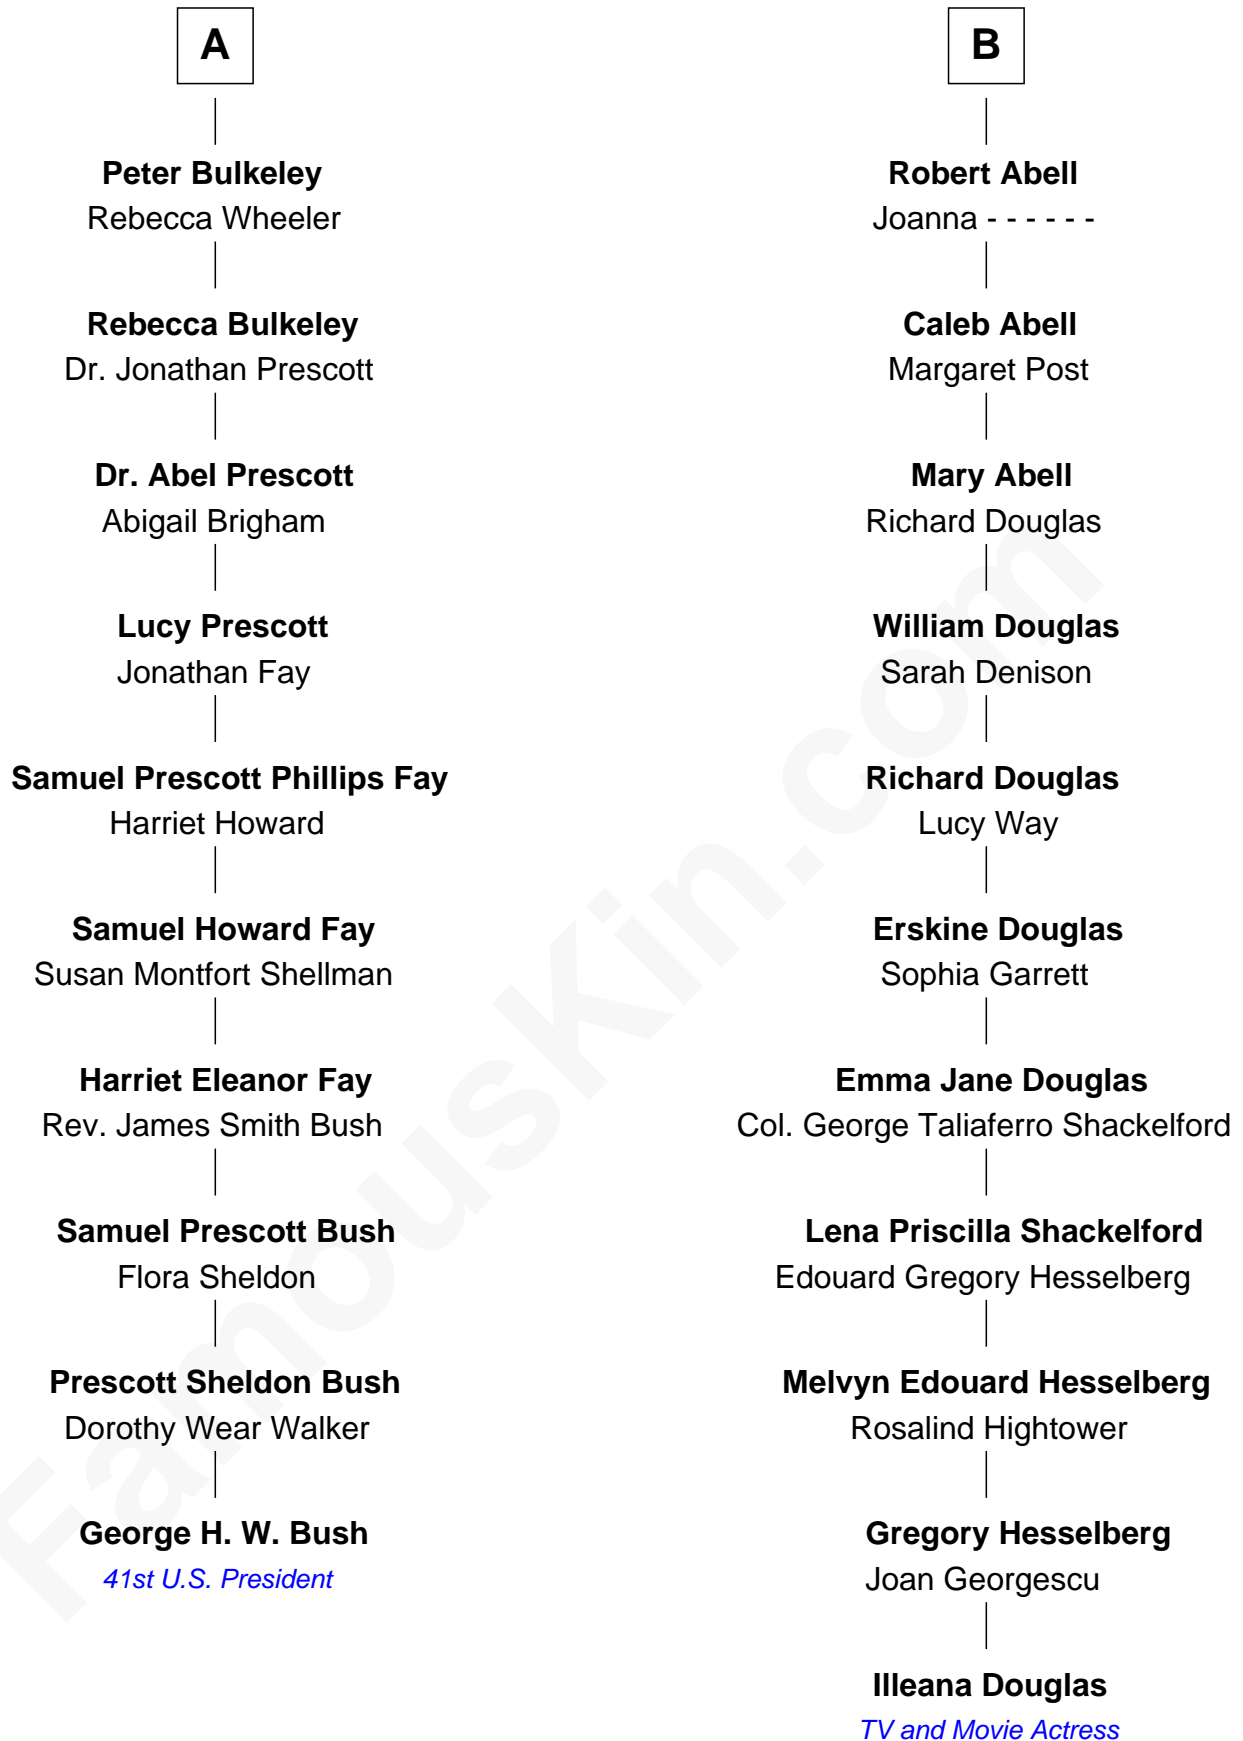 A
Peter Bulkeley
Rebecca Wheeler
Rebecca Bulkeley
Dr. Jonathan Prescott
Dr. Abel Prescott
Abigail Brigham
Lucy Prescott
Jonathan Fay
Samuel Prescott Phillips Fay
Harriet Howard
Samuel Howard Fay
Susan Montfort Shellman
Harriet Eleanor Fay
Rev. James Smith Bush
Samuel Prescott Bush
Flora Sheldon
Prescott Sheldon Bush
Dorothy Wear Walker
George H. W. Bush
41st U.S. President
B
Robert Abell
Joanna - - - - - -
Caleb Abell
Margaret Post
Mary Abell
Richard Douglas
William Douglas
Sarah Denison
Richard Douglas
Lucy Way
Erskine Douglas
Sophia Garrett
Emma Jane Douglas
Col. George Taliaferro Shackelford
Lena Priscilla Shackelford
Edouard Gregory Hesselberg
Melvyn Edouard Hesselberg
Rosalind Hightower
Gregory Hesselberg
Joan Georgescu
Illeana Douglas
TV and Movie Actress
FamousKin.com